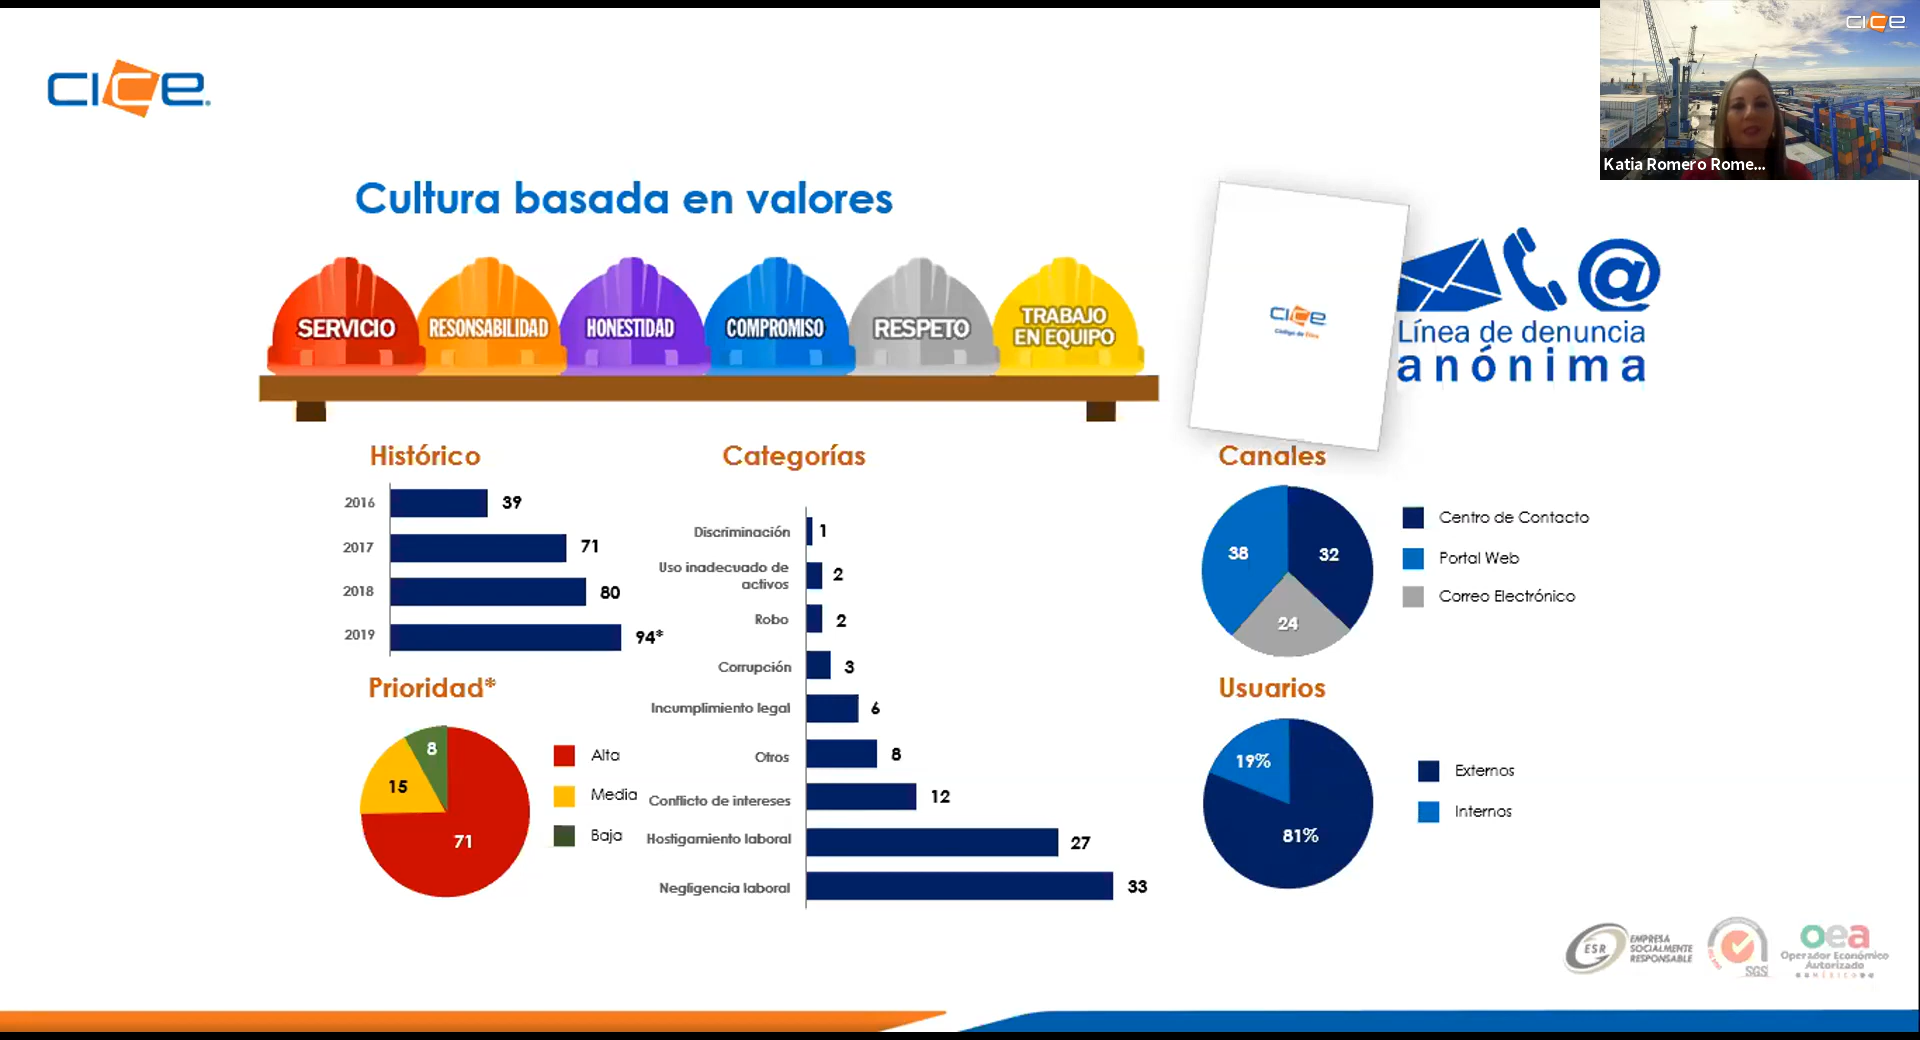 cice
cice
Katia Romero Rome...
Cultura basada en valores
SERVICIO
RESONSABILIDAD
HONESTIDAD
COMPROMISO
RESPETO
TRABAJO
EN EQUIPO
cice
Código de Ética
Línea de denuncia
anónima
Histórico
2016
39
2017
71
2018
80
2019
94*
Prioridad*
8
15
71
Alta
Media
Baja
Categorías
Discriminación
1
Uso inadecuado de
activos
2
Robo
2
Corrupción
3
Incumplimiento legal
6
Otros
8
Conflicto de intereses
12
Hostigamiento laboral
27
Negligencia laboral
33
Canales
38
32
24
Centro de Contacto
Portal Web
Correo Electrónico
Usuarios
19%
81%
Externos
Internos
ESR
EMPRESA
SOCIALMENTE
RESPONSABLE
SGS
oea
Operador Económico
Autorizado
MÉXICO